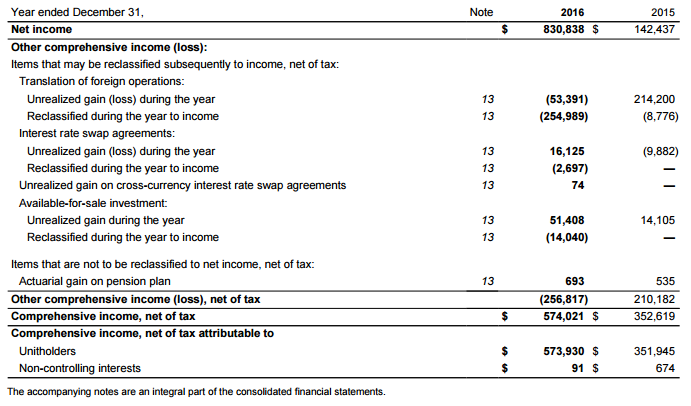 Year ended December 31, Note 2016 2015
Net income $ 830,838 $ 142,437
Other comprehensive income (loss):
Items that may be reclassified subsequently to income, net of tax:
Translation of foreign operations:
Unrealized gain (loss) during the year 13 (53,391) 214,200
Reclassified during the year to income 13 (254,989) (8,776)
Interest rate swap agreements:
Unrealized gain (loss) during the year 13 16,125 (9,882)
Reclassified during the year to income 13 (2,697) —
Unrealized gain on cross-currency interest rate swap agreements 13 74 —
Available-for-sale investment:
Unrealized gain during the year 13 51,408 14,105
Reclassified during the year to income 13 (14,040) —
Items that are not to be reclassified to net income, net of tax:
Actuarial gain on pension plan 13 693 535
Other comprehensive income (loss), net of tax (256,817) 210,182
Comprehensive income, net of tax $ 574,021 $ 352,619
Comprehensive income, net of tax attributable to
Unitholders $ 573,930 $ 351,945
Non-controlling interests $ 91 $ 674
The accompanying notes are an integral part of the consolidated financial statements.